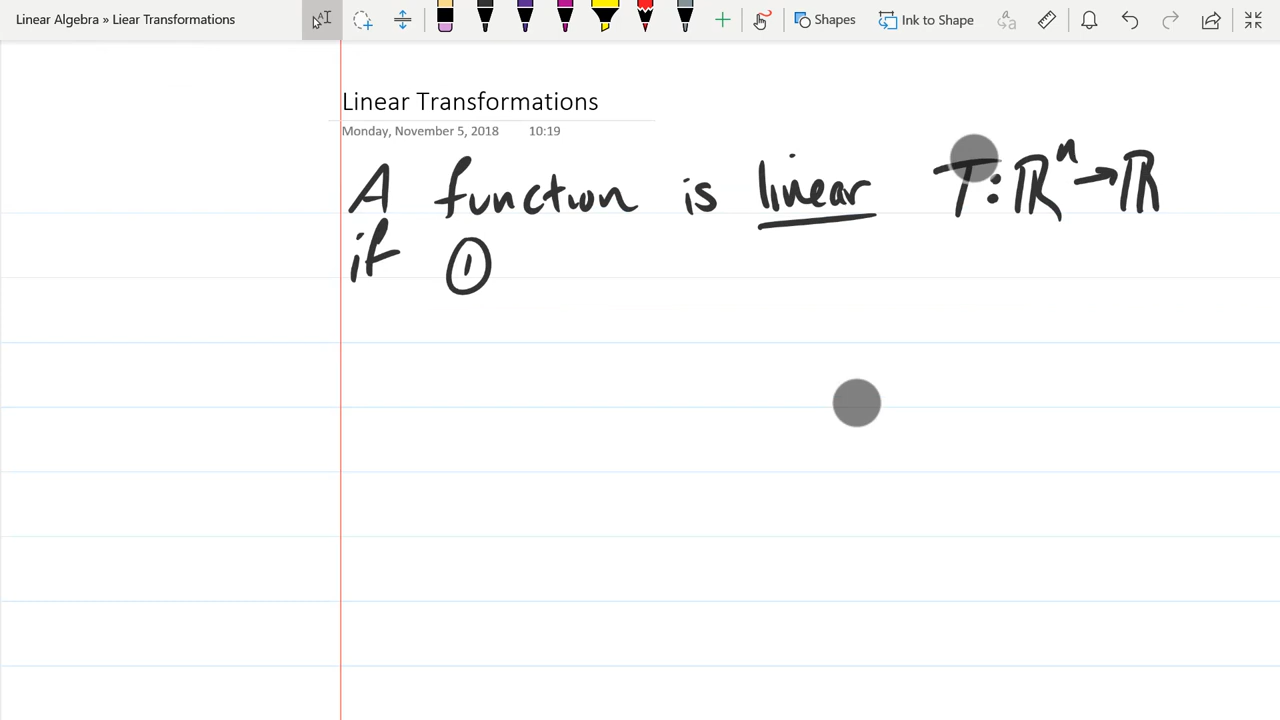 Linear Algebra » Liear Transformations
Shapes
Ink to Shape
Linear Transformations
Monday, November 5, 2018 10:19
A function is linear T: ℝⁿ → ℝ
if ①